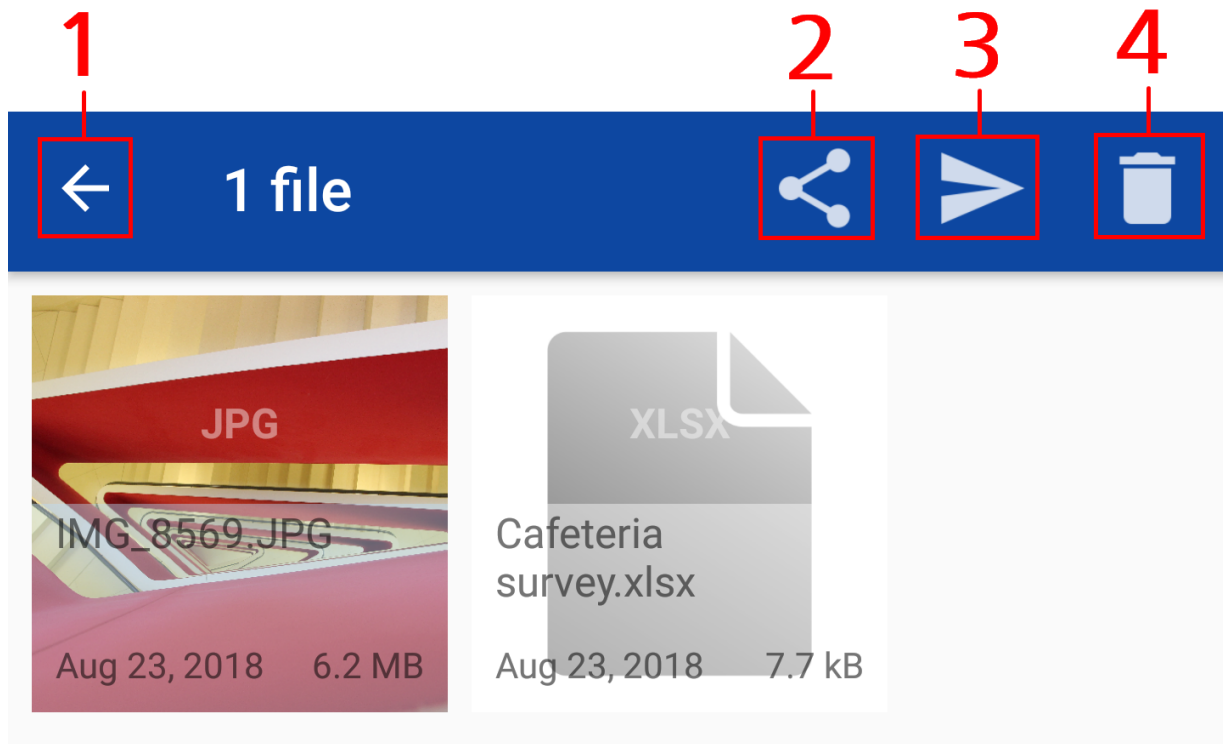 1
2
3
4
1 file
JPG
XLSX
IMG_8569.JPG
Cafeteria
survey.xlsx
Aug 23, 2018 6.2 MB
Aug 23, 2018 7.7 kB